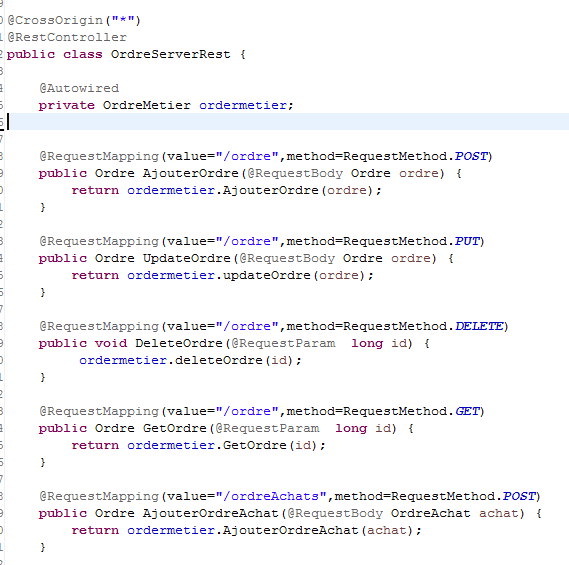 @CrossOrigin("*")
@RestController
public class OrdreServerRest {
@Autowired
private OrdreMetier ordermetier;
@RequestMapping(value="/ordre",method=RequestMethod.POST)
public Ordre AjouterOrdre(@RequestBody Ordre ordre) {
return ordermetier.AjouterOrdre(ordre);
}
@RequestMapping(value="/ordre",method=RequestMethod.PUT)
public Ordre UpdateOrdre(@RequestBody Ordre ordre) {
return ordermetier.updateOrdre(ordre);
}
@RequestMapping(value="/ordre",method=RequestMethod.DELETE)
public void DeleteOrdre(@RequestParam  long id) {
ordermetier.deleteOrdre(id);
}
@RequestMapping(value="/ordre",method=RequestMethod.GET)
public Ordre GetOrdre(@RequestParam  long id) {
return ordermetier.GetOrdre(id);
}
@RequestMapping(value="/ordreAchats",method=RequestMethod.POST)
public Ordre AjouterOrdreAchat(@RequestBody OrdreAchat achat) {
return ordermetier.AjouterOrdreAchat(achat);
}